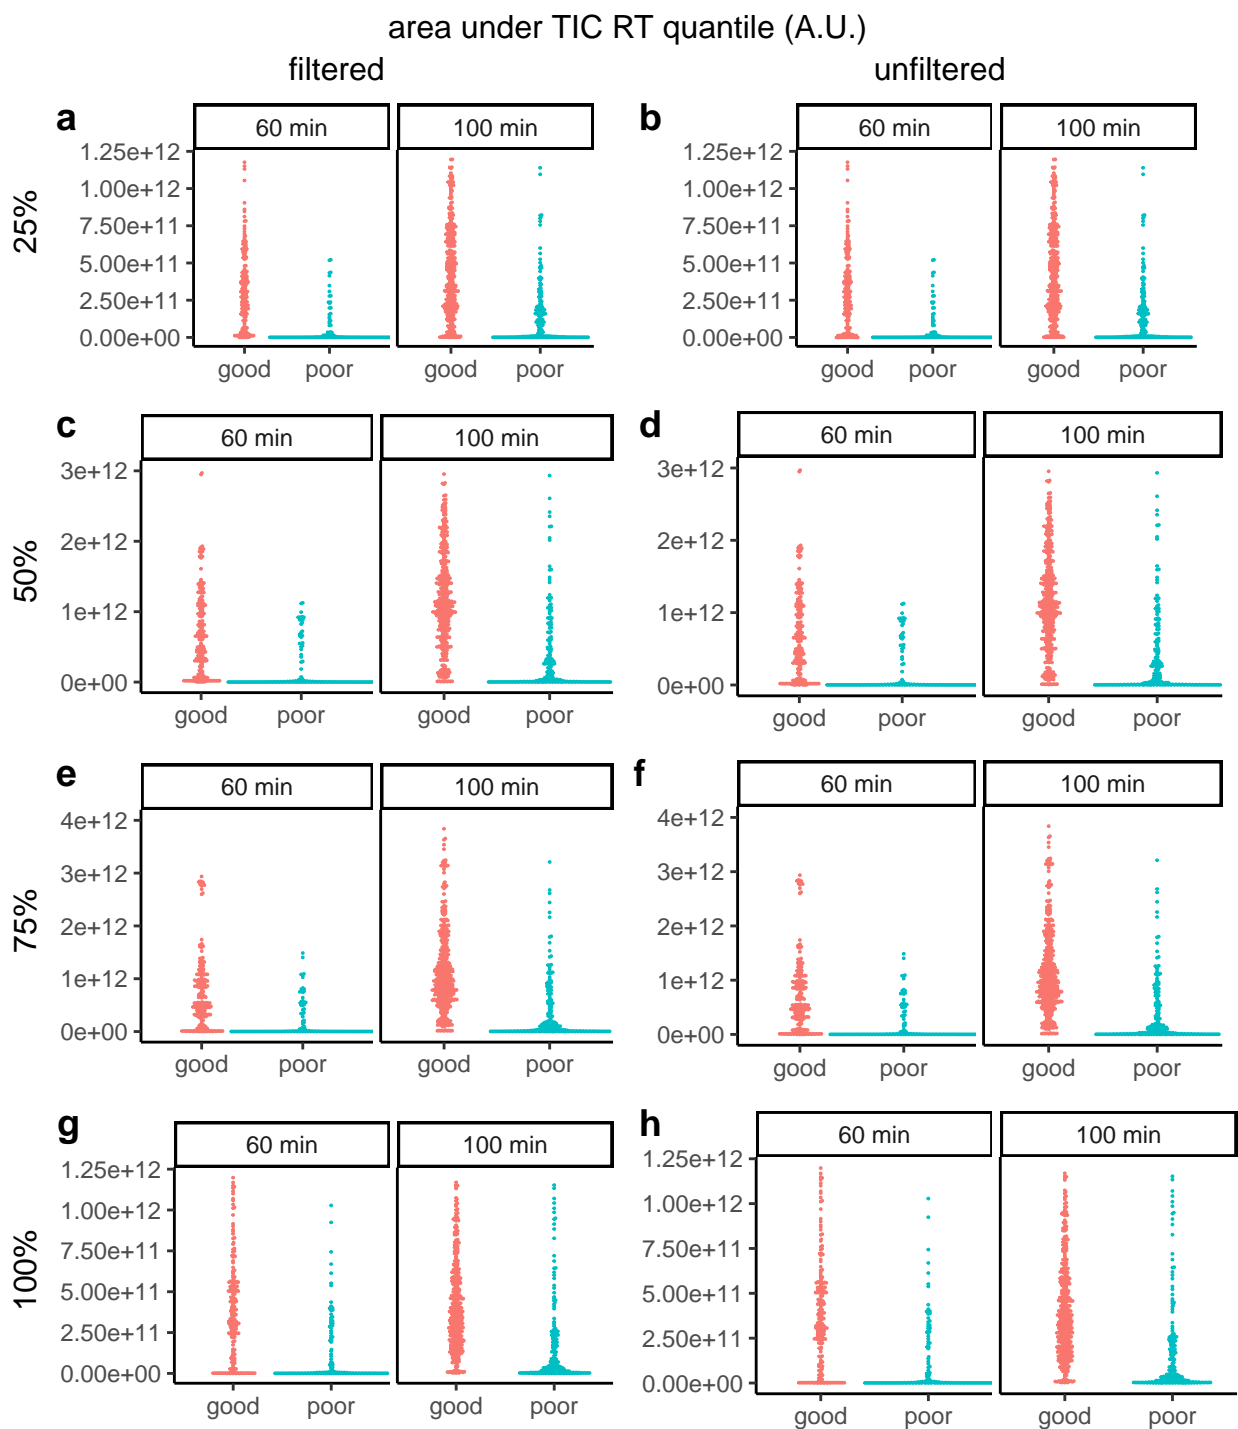 area under TIC RT quantile (A.U.)
filtered
unfiltered
25%
a
60 min
100 min
1.25e+12
1.00e+12
7.50e+11
5.00e+11
2.50e+11
0.00e+00
good
poor
good
poor
b
60 min
100 min
1.25e+12
1.00e+12
7.50e+11
5.00e+11
2.50e+11
0.00e+00
good
poor
good
poor
50%
c
60 min
100 min
3e+12
2e+12
1e+12
0e+00
good
poor
good
poor
d
60 min
100 min
3e+12
2e+12
1e+12
0e+00
good
poor
good
poor
75%
e
60 min
100 min
4e+12
3e+12
2e+12
1e+12
0e+00
good
poor
good
poor
f
60 min
100 min
4e+12
3e+12
2e+12
1e+12
0e+00
good
poor
good
poor
100%
g
60 min
100 min
1.25e+12
1.00e+12
7.50e+11
5.00e+11
2.50e+11
0.00e+00
good
poor
good
poor
h
60 min
100 min
1.25e+12
1.00e+12
7.50e+11
5.00e+11
2.50e+11
0.00e+00
good
poor
good
poor